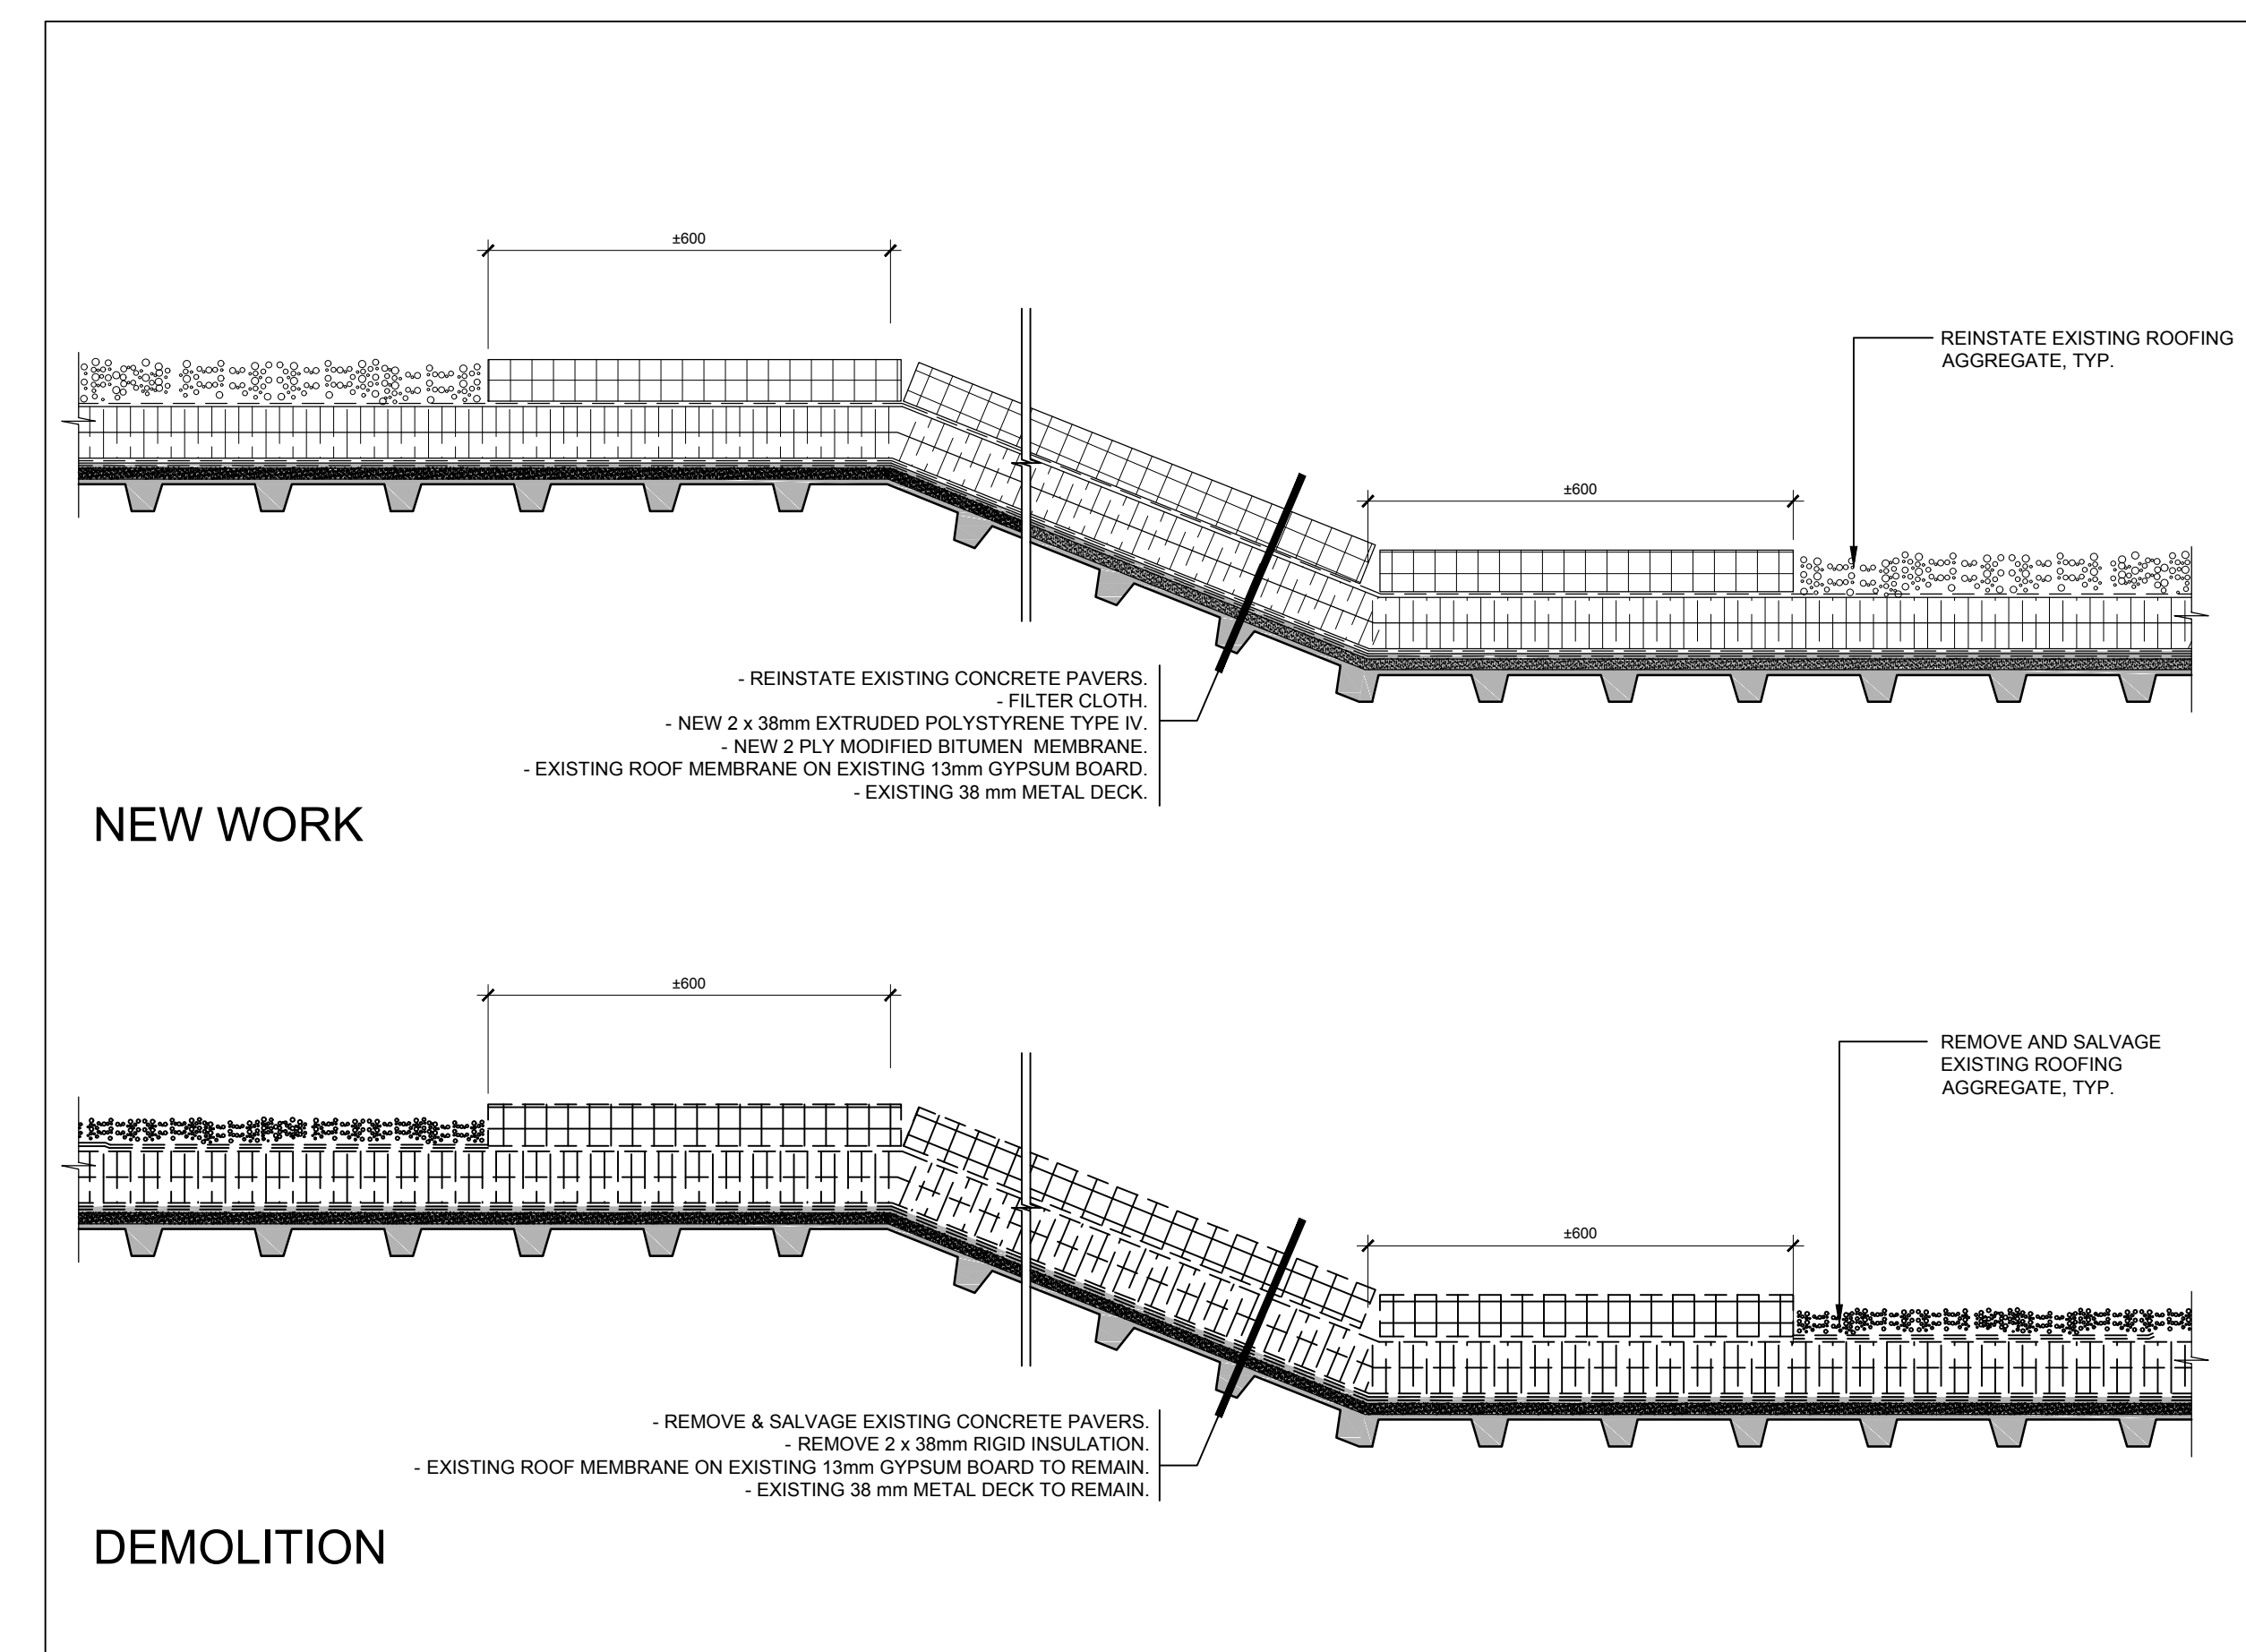 ±600
REINSTATE EXISTING ROOFING
AGGREGATE, TYP.
±600
- REINSTATE EXISTING CONCRETE PAVERS.
- FILTER CLOTH.
- NEW 2 x 38mm EXTRUDED POLYSTYRENE TYPE IV.
- NEW 2 PLY MODIFIED BITUMEN  MEMBRANE.
- EXISTING ROOF MEMBRANE ON EXISTING 13mm GYPSUM BOARD.
- EXISTING 38 mm METAL DECK.
NEW WORK
±600
REMOVE AND SALVAGE
EXISTING ROOFING
AGGREGATE, TYP.
±600
- REMOVE & SALVAGE EXISTING CONCRETE PAVERS.
- REMOVE 2 x 38mm RIGID INSULATION.
- EXISTING ROOF MEMBRANE ON EXISTING 13mm GYPSUM BOARD TO REMAIN.
- EXISTING 38 mm METAL DECK TO REMAIN.
DEMOLITION